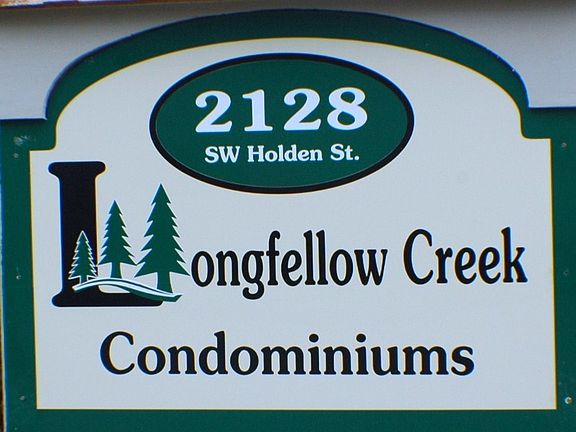 2128
SW Holden St.
Longfellow Creek
Condominiums